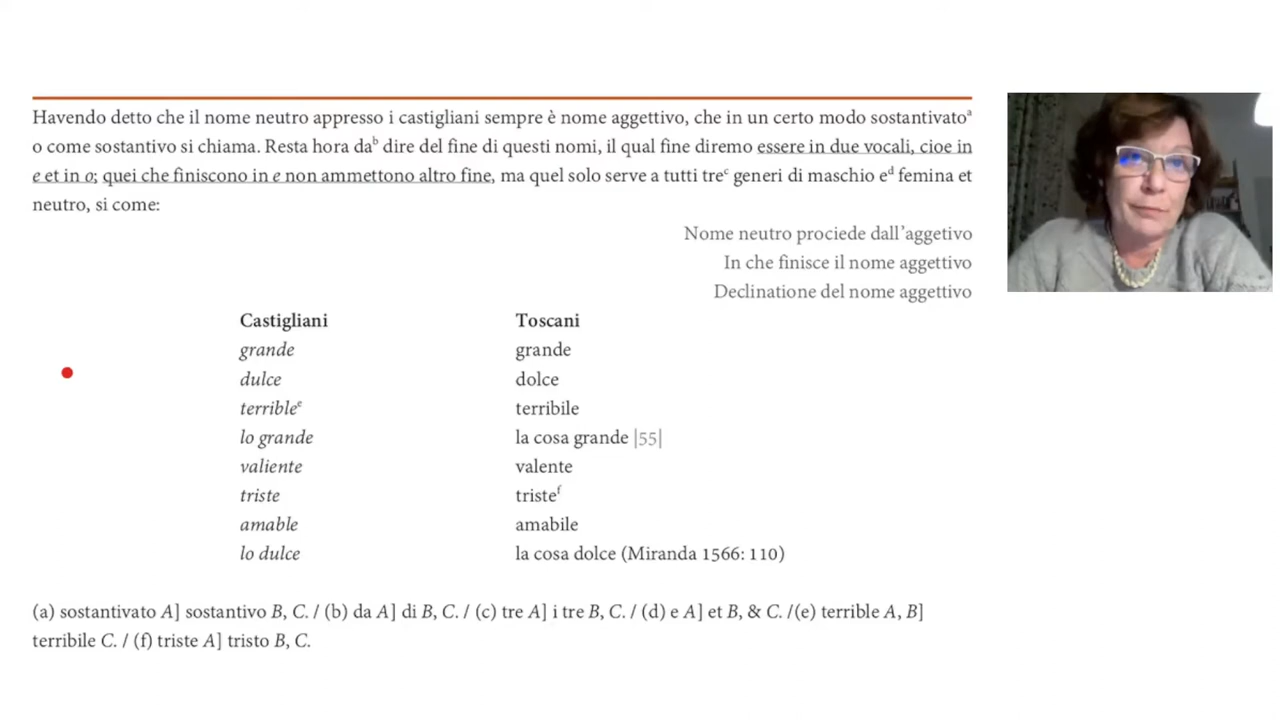 Havendo detto che il nome neutro appresso i castigliani sempre è nome aggettivo, che in un certo modo sostantivatoᵃ
o come sostantivo si chiama. Resta hora daᵇ dire del fine di questi nomi, il qual fine diremo essere in due vocali, cioe in
e et in o; quei che finiscono in e non ammettono altro fine, ma quel solo serve a tutti treᶜ generi di maschio eᵈ femina et
neutro, si come:
Nome neutro prociede dall’aggetivo
In che finisce il nome aggettivo
Declinatione del nome aggettivo
Castigliani Toscani
grande grande
dulce dolce
terribleᵉ terribile
lo grande la cosa grande |55|
valiente valente
triste tristeᶠ
amable amabile
lo dulce la cosa dolce (Miranda 1566: 110)
(a) sostantivato A] sostantivo B, C. / (b) da A] di B, C. / (c) tre A] i tre B, C. / (d) e A] et B, & C. /(e) terrible A, B]
terribile C. / (f) triste A] tristo B, C.